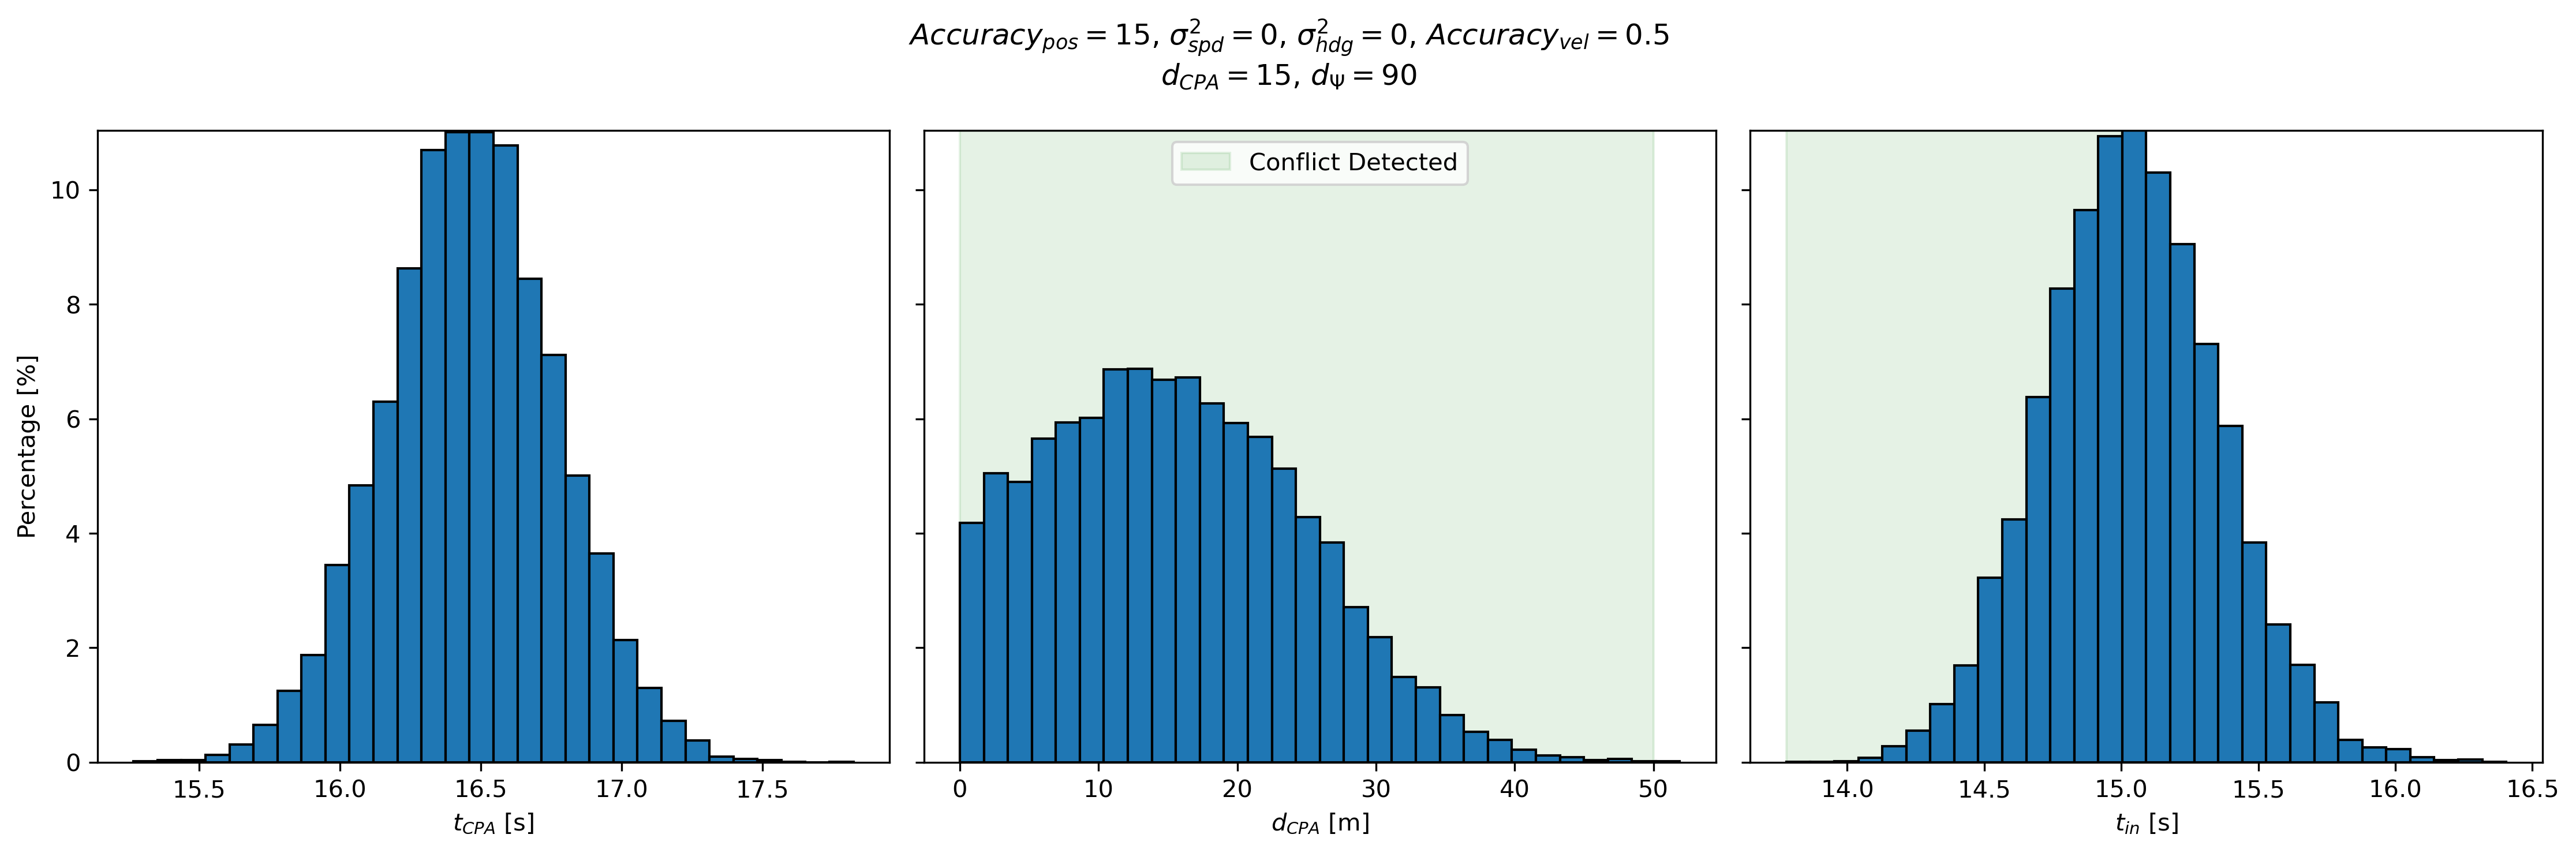 Accuracy_pos = 15, σ²_spd = 0, σ²_hdg = 0, Accuracy_vel = 0.5
d_CPA = 15, d_Ψ = 90
Percentage [%]
10
8
6
4
2
0
15.5 16.0 16.5 17.0 17.5
t_CPA [s]
Conflict Detected
0 10 20 30 40 50
d_CPA [m]
14.0 14.5 15.0 15.5 16.0 16.5
t_in [s]